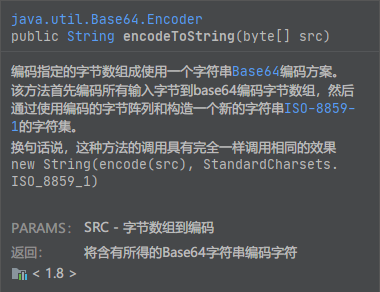 java.util.Base64.Encoder
public String encodeToString(byte[] src)
编码指定的字节数组成使用一个字符串Base64编码方案。
该方法首先编码所有输入字节到base64编码字节数组，然后
通过使用编码的字节阵列和构造一个新的字符串ISO-8859-
1的字符集。
换句话说，这种方法的调用具有完全一样调用相同的效果
new String(encode(src), StandardCharsets.
ISO_8859_1)
PARAMS： SRC - 字节数组到编码
返回： 将含有所得的Base64字符串编码字符
< 1.8 >